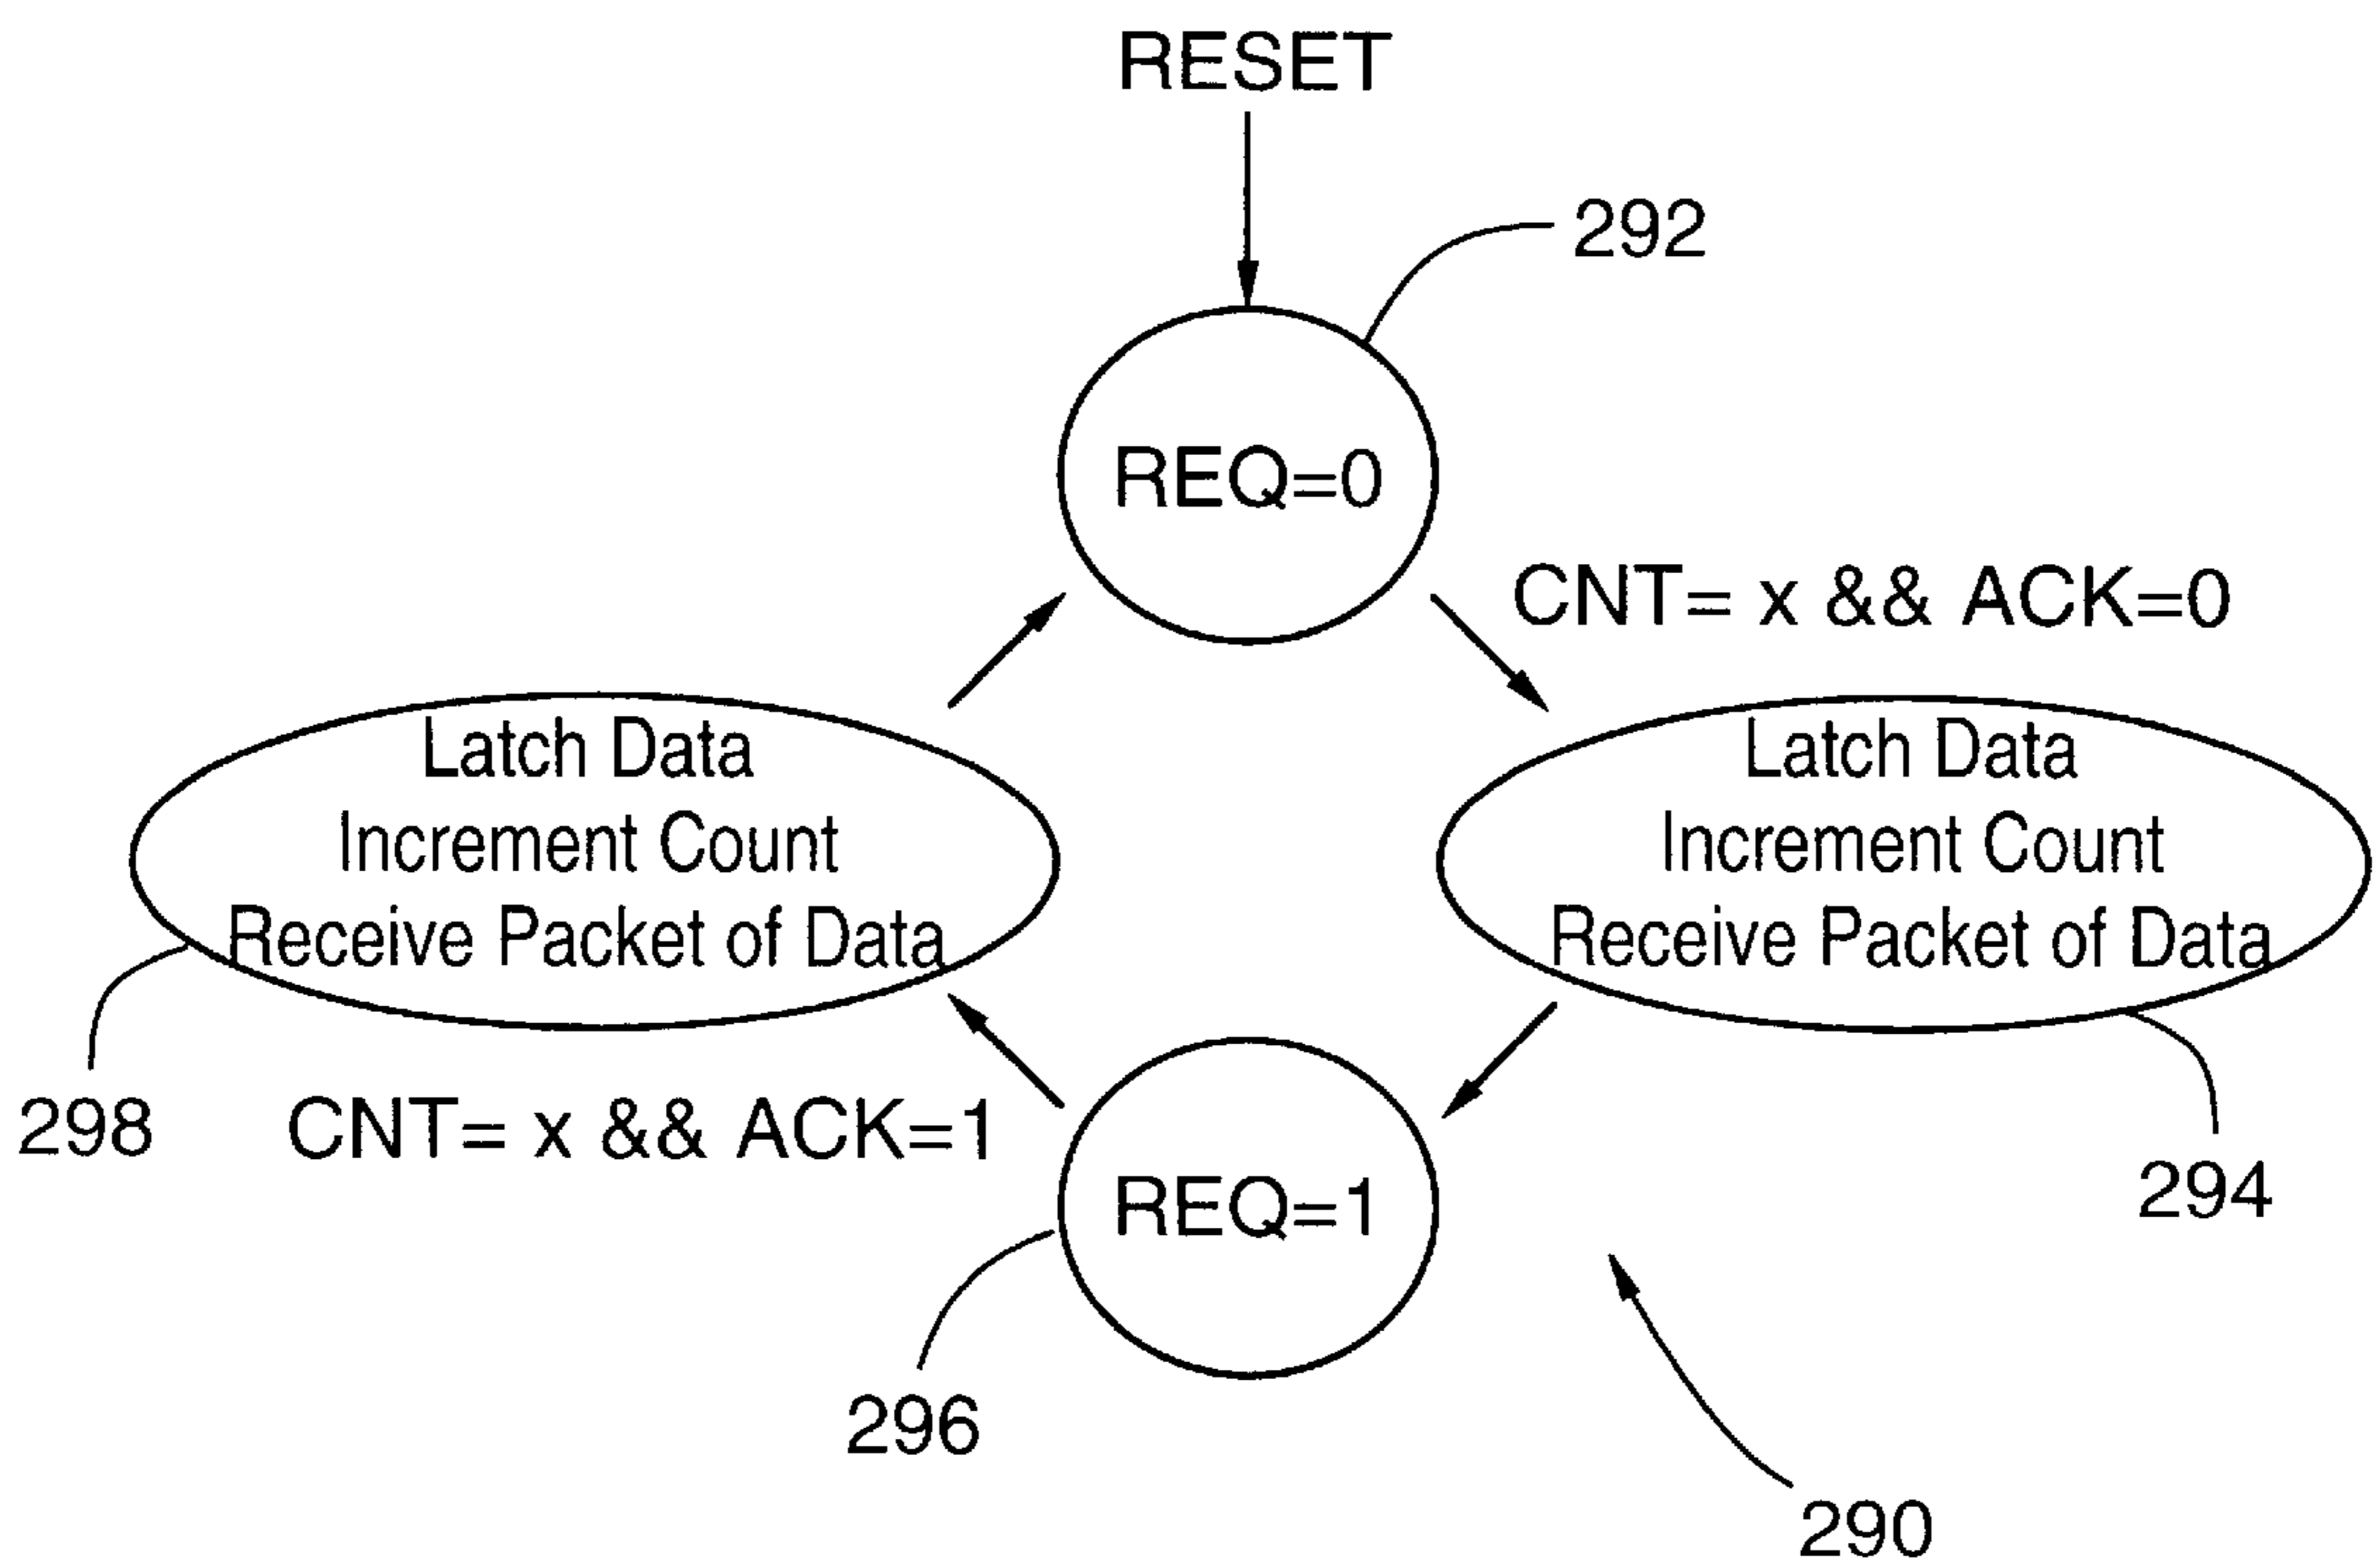 RESET
292
REQ=0
CNT= x && ACK=0
Latch Data
Increment Count
Receive Packet of Data
Latch Data
Increment Count
Receive Packet of Data
298
CNT= x && ACK=1
REQ=1
294
296
290